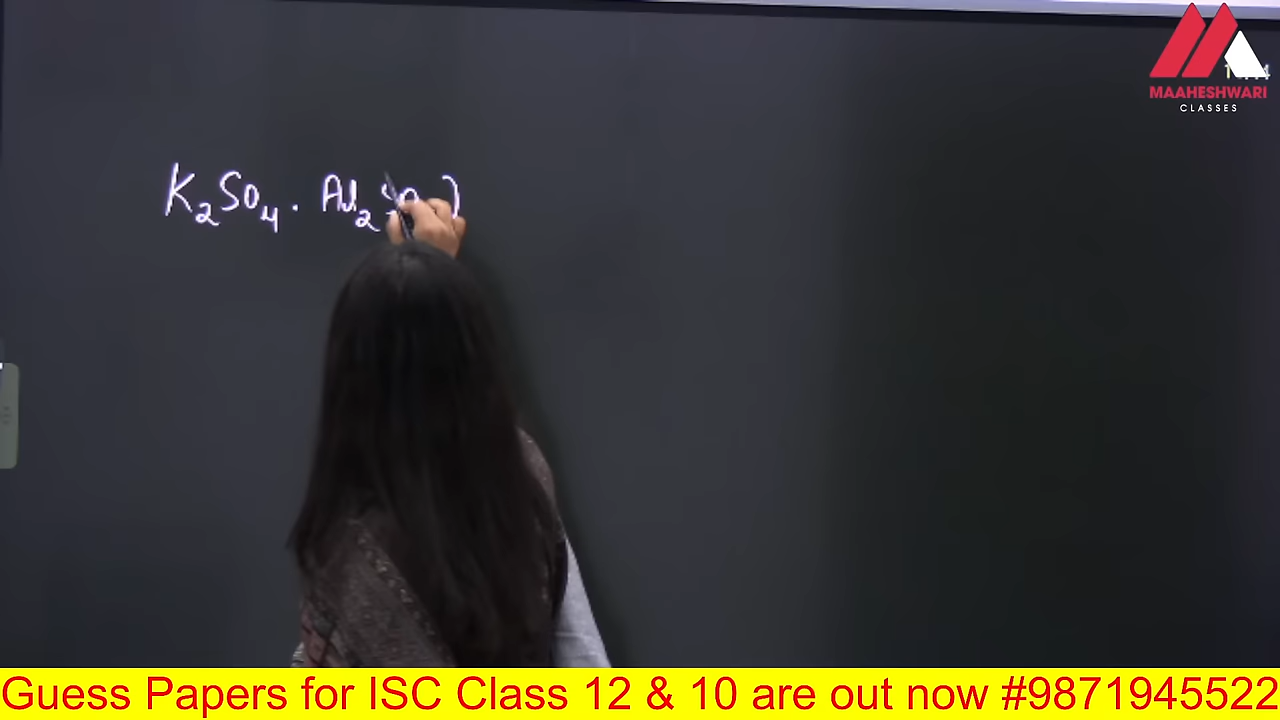 MAAHESHWARI
CLASSES
K₂SO₄ . Al₂ )
Guess Papers for ISC Class 12 & 10 are out now #9871945522